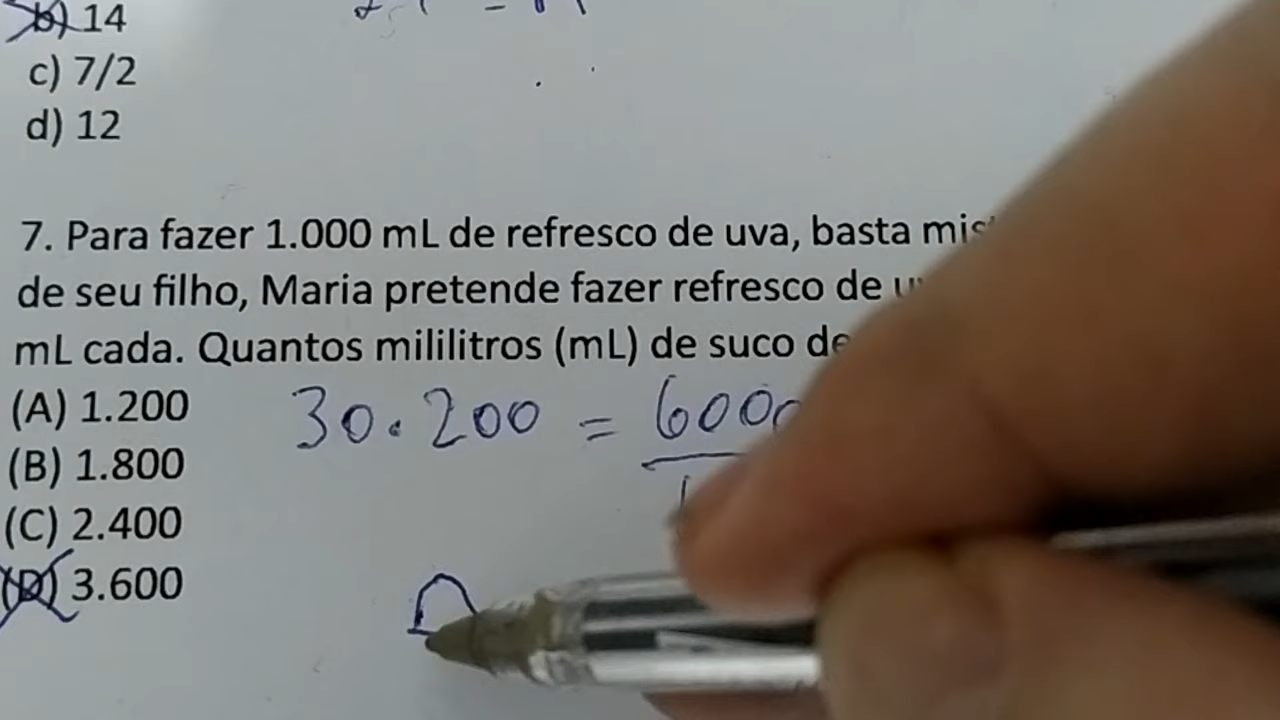 b) 14
c) 7/2
d) 12
7. Para fazer 1.000 mL de refresco de uva, basta
de seu filho, Maria pretende fazer refresco de
mL cada. Quantos mililitros (mL) de suco de
(A) 1.200
30.200 = 6000
(B) 1.800
(C) 2.400
(D) 3.600